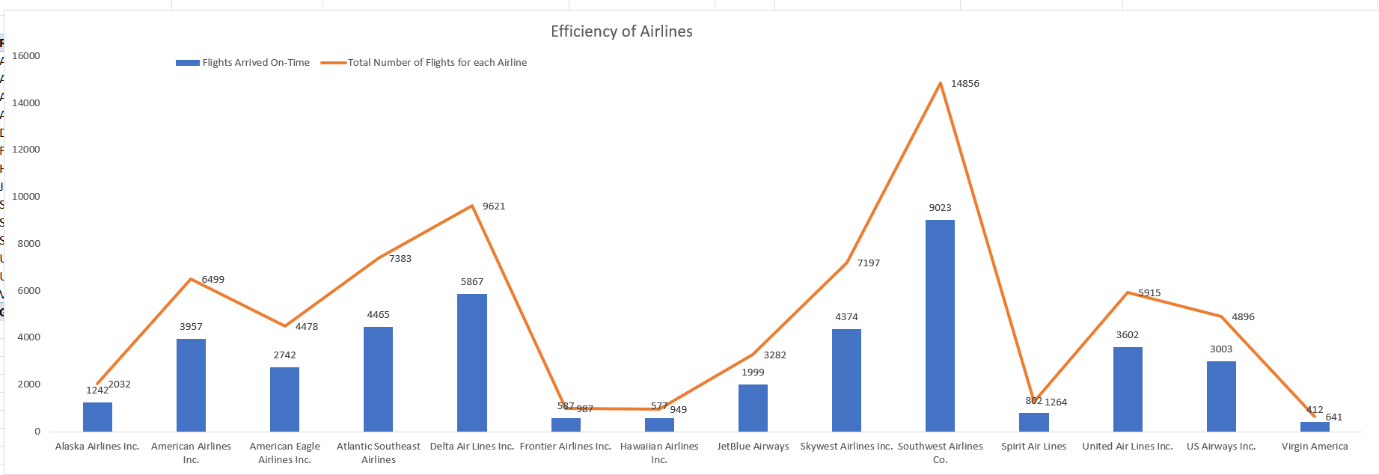 Efficiency of Airlines
Flights Arrived On-Time
Total Number of Flights for each Airline
16000
14000
12000
10000
8000
6000
4000
2000
0
1242
3957
2742
4465
5867
587
577
1999
4374
9023
802
3602
3003
412
2032
6499
4478
7383
9621
987
949
3282
7197
14856
1264
5915
4896
641
Alaska Airlines Inc.
American Airlines
Inc.
American Eagle
Airlines Inc.
Atlantic Southeast
Airlines
Delta Air Lines Inc.
Frontier Airlines Inc.
Hawaiian Airlines
Inc.
JetBlue Airways
Skywest Airlines Inc.
Southwest Airlines
Co.
Spirit Air Lines
United Air Lines Inc.
US Airways Inc.
Virgin America